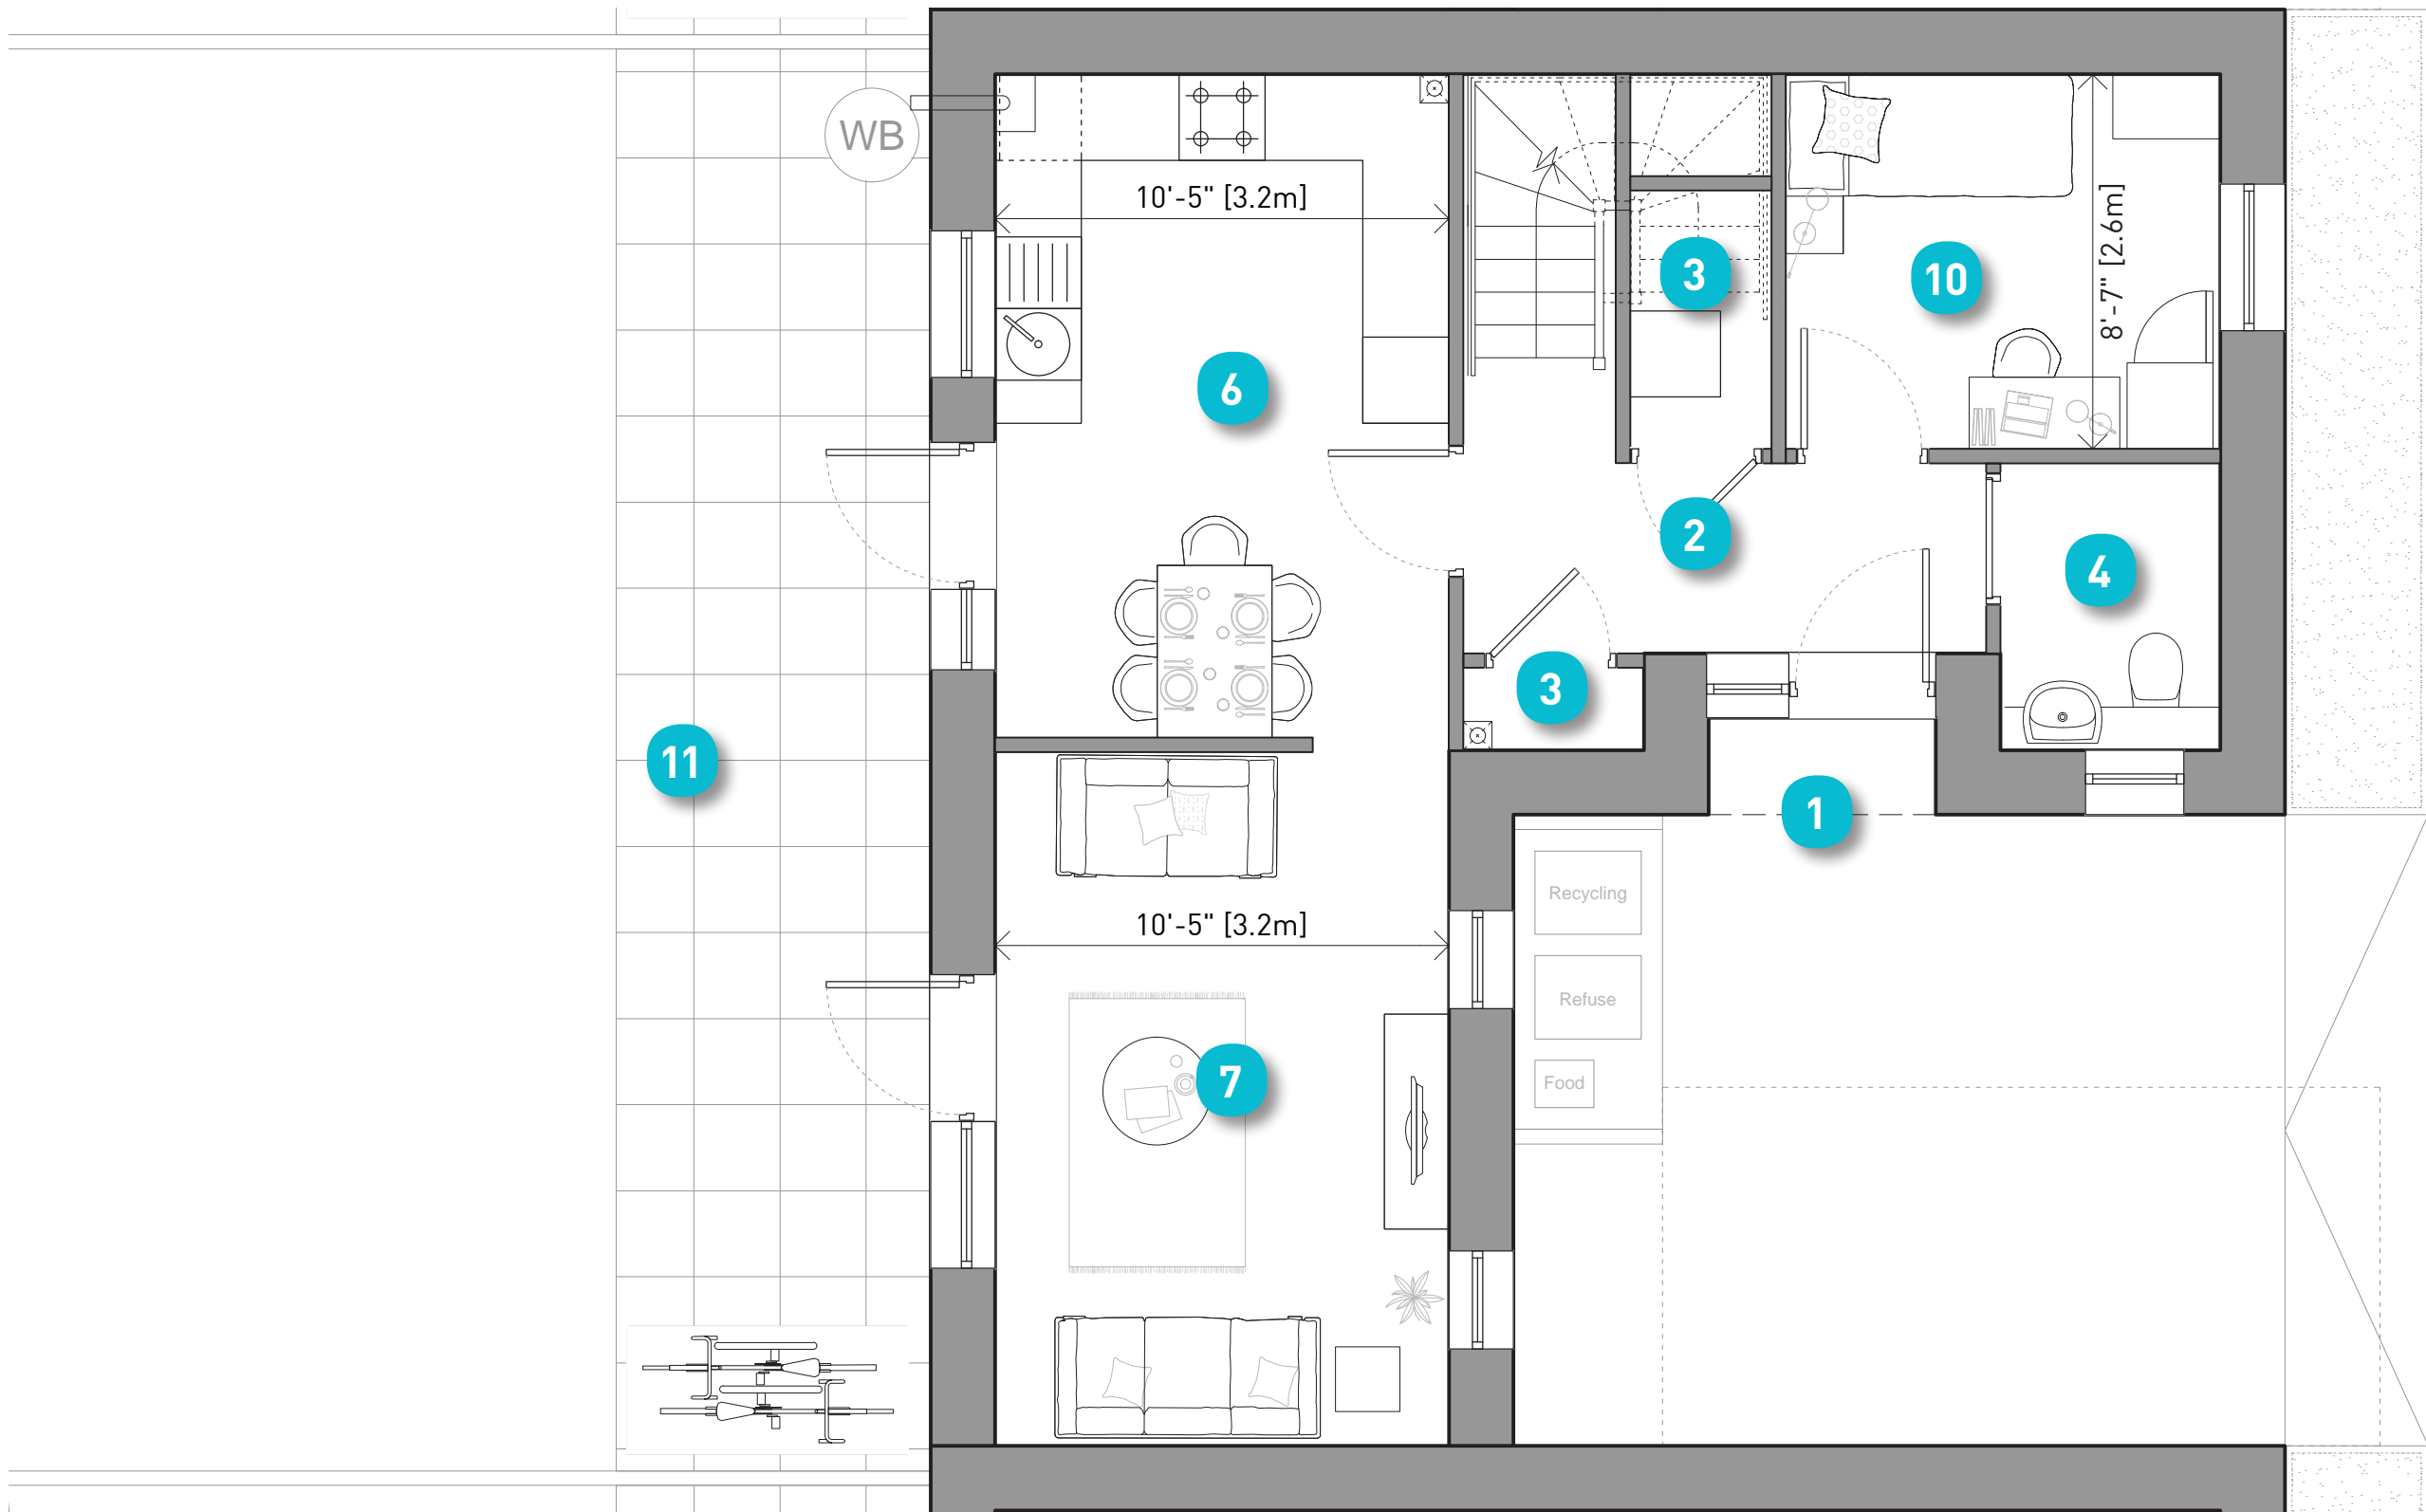 WB
10'-5" [3.2m]
8'-7" [2.6m]
3
10
6
2
4
3
11
1
Recycling
10'-5" [3.2m]
Refuse
Food
7